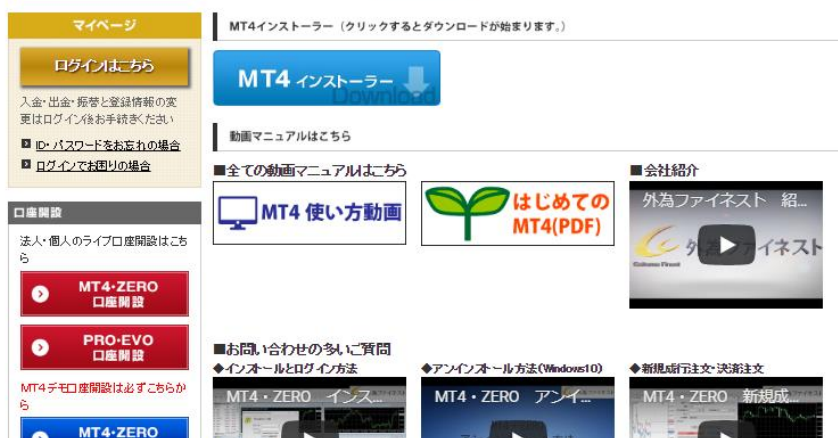 マイページ
ログインはこちら
入金・出金・振替と登録情報の変
更はログイン後お手続きください
ID・パスワードをお忘れの場合
ログインでお困りの場合
口座開設
法人・個人のライブ口座開設はこち
ら
MT4・ZERO
口座開設
PRO・EVO
口座開設
MT4デモ口座開設は必ずこちらか
ら
MT4・ZERO
MT4インストーラー（クリックするとダウンロードが始まります。）
MT4 インストーラー
Download
動画マニュアルはこちら
■全ての動画マニュアルはこちら
MT4 使い方動画
はじめての
MT4(PDF)
■会社紹介
外為ファイネスト　紹...
外為ファイネスト
Gaitame Finest
■お問い合わせの多いご質問
◆インストールとログイン方法
MT4・ZERO　インス...
◆アンインストール方法(Windows10)
MT4・ZERO　アンイ...
◆新規成行注文・決済注文
MT4・ZERO　新規成...